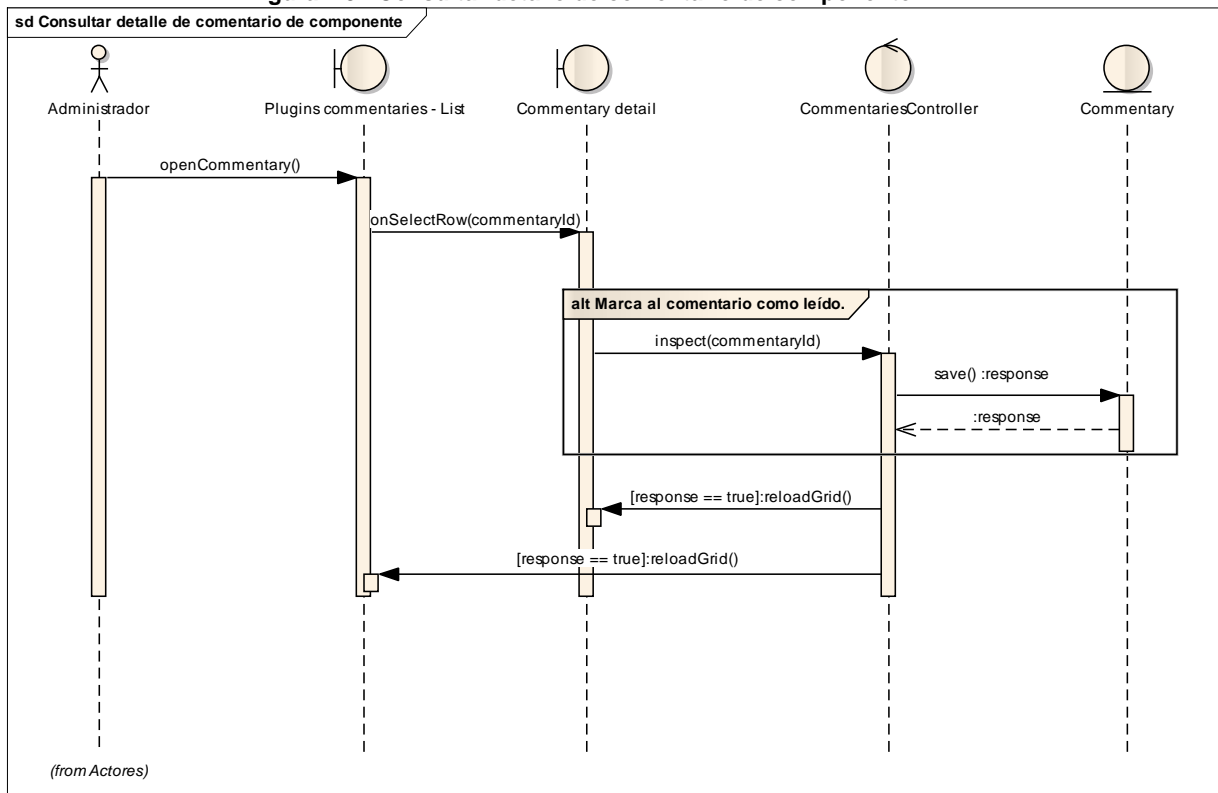 sd Consultar detalle de comentario de componente
Administrador
Plugins commentaries - List
Commentary detail
CommentariesController
Commentary
openCommentary()
onSelectRow(commentaryId)
alt Marca al comentario como leído.
inspect(commentaryId)
save() :response
:response
[response == true]:reloadGrid()
[response == true]:reloadGrid()
(from Actores)